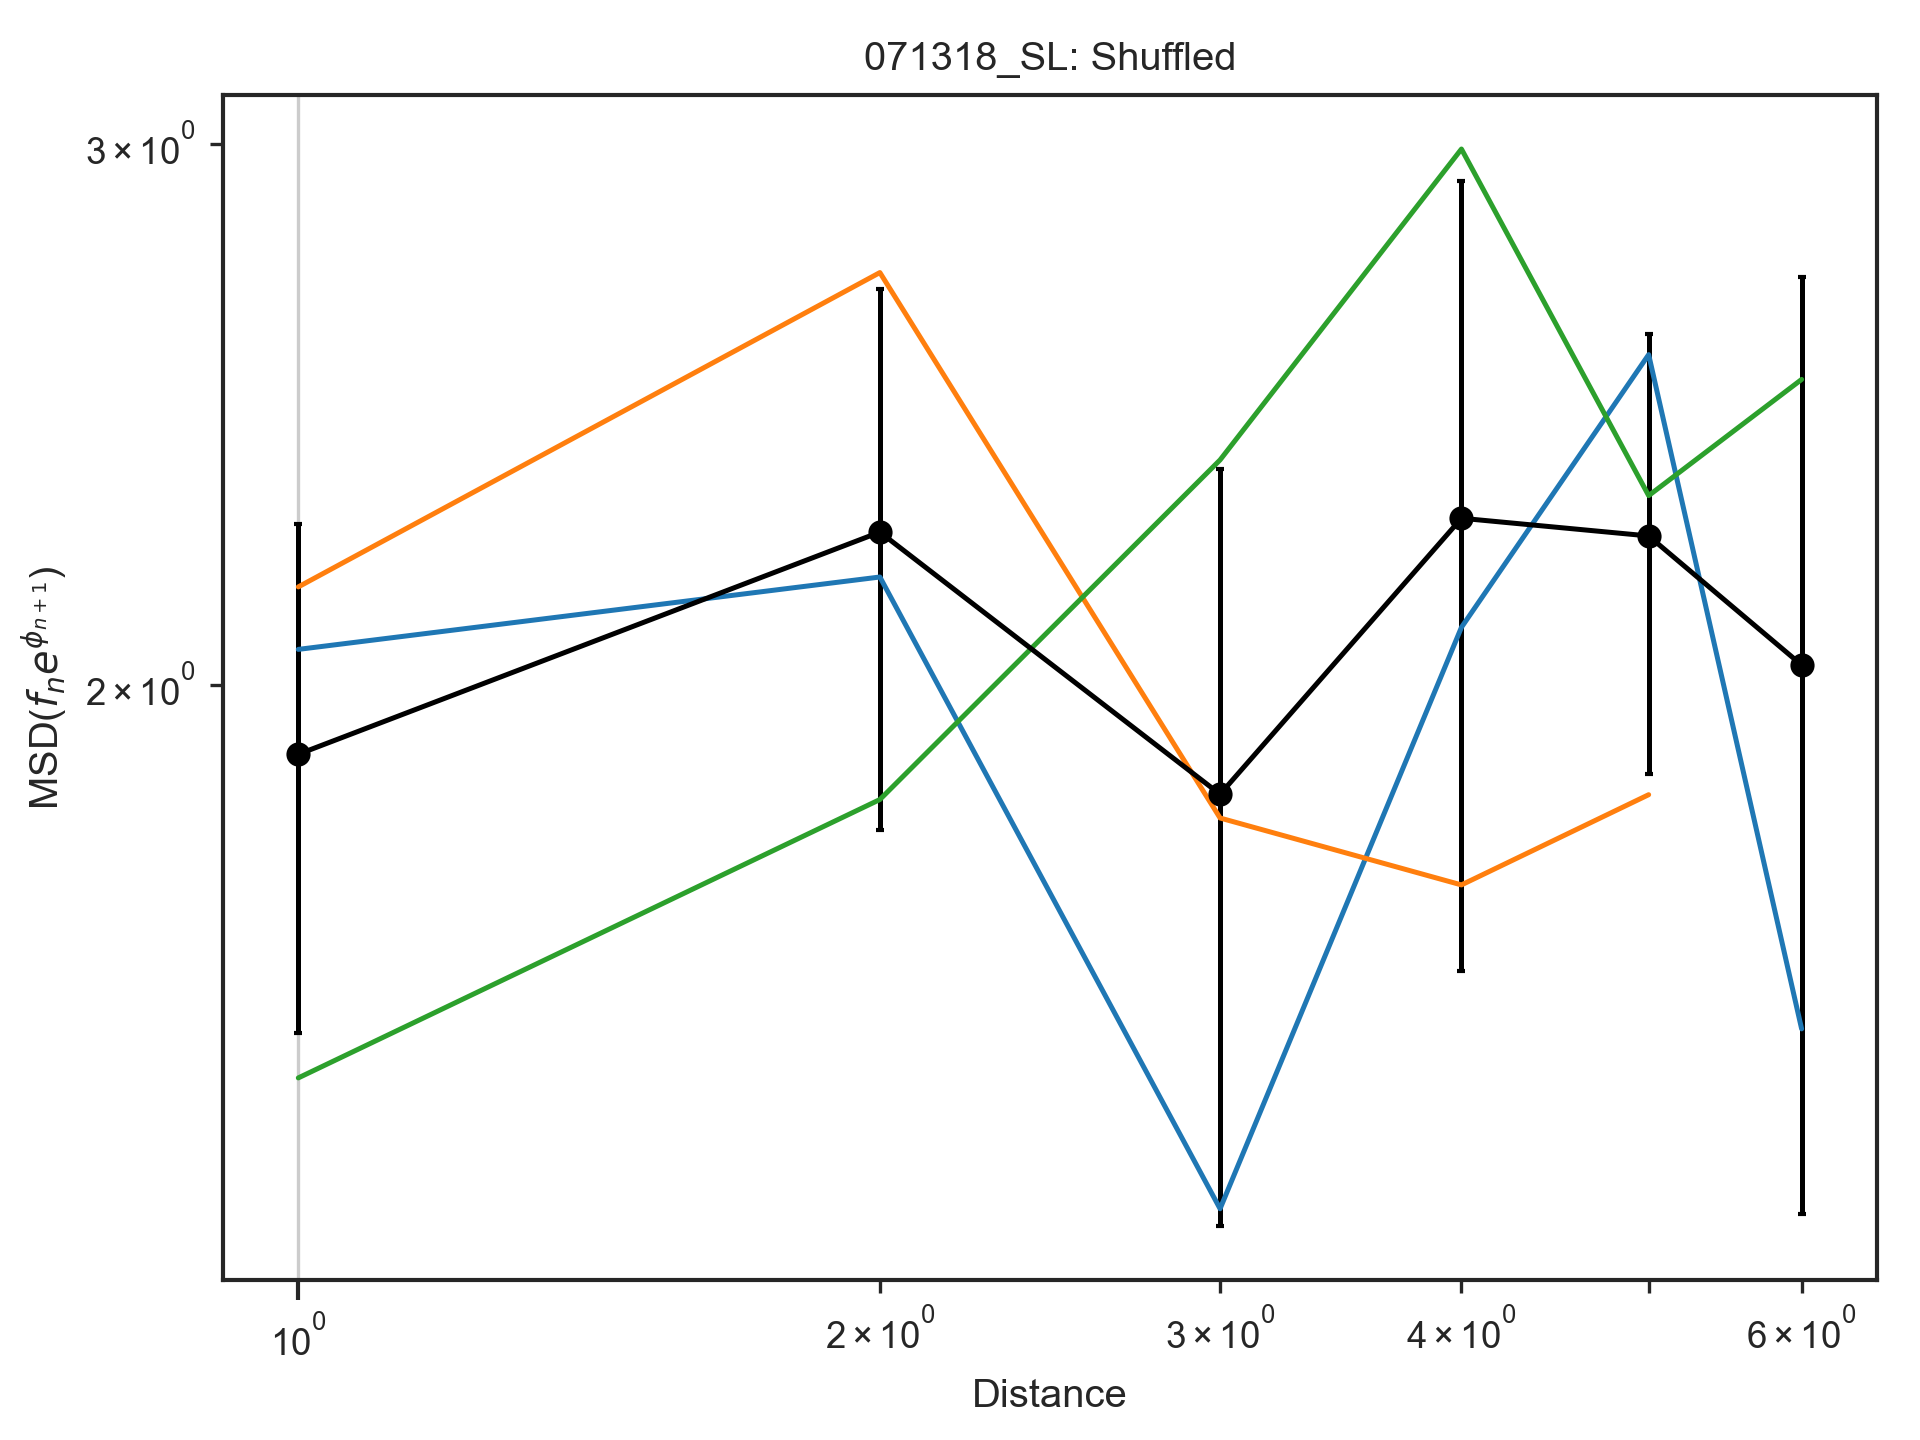 071318_SL: Shuffled
3 × 10⁰
2 × 10⁰
MSD(fₙe^{ϕₙ₊₁})
10⁰
2 × 10⁰
3 × 10⁰
4 × 10⁰
6 × 10⁰
Distance